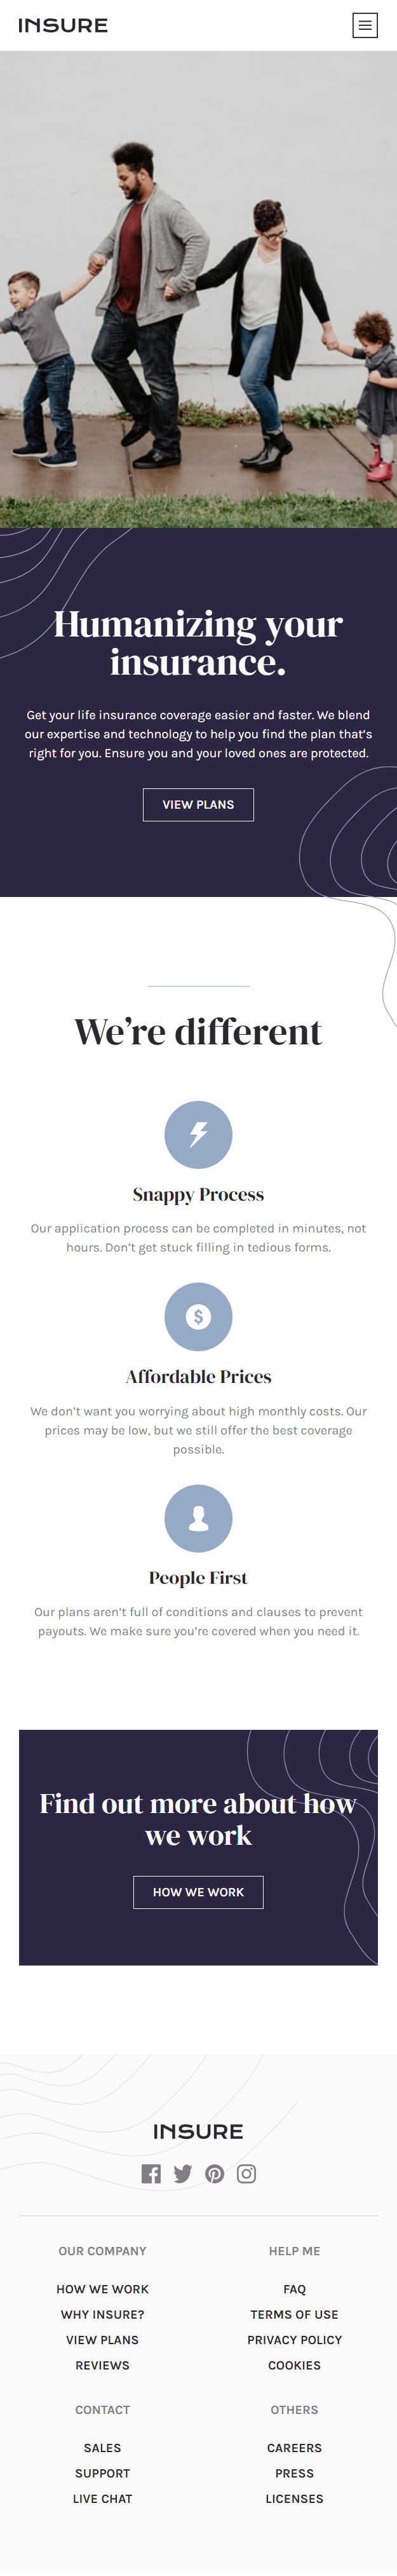 INSURE
Humanizing your
insurance.
Get your life insurance coverage easier and faster. We blend
our expertise and technology to help you find the plan that’s
right for you. Ensure you and your loved ones are protected.
VIEW PLANS
We’re different
Snappy Process
Our application process can be completed in minutes, not
hours. Don’t get stuck filling in tedious forms.
$
Affordable Prices
We don’t want you worrying about high monthly costs. Our
prices may be low, but we still offer the best coverage
possible.
People First
Our plans aren’t full of conditions and clauses to prevent
payouts. We make sure you’re covered when you need it.
Find out more about how
we work
HOW WE WORK
INSURE
OUR COMPANY
HOW WE WORK
WHY INSURE?
VIEW PLANS
REVIEWS
HELP ME
FAQ
TERMS OF USE
PRIVACY POLICY
COOKIES
CONTACT
SALES
SUPPORT
LIVE CHAT
OTHERS
CAREERS
PRESS
LICENSES